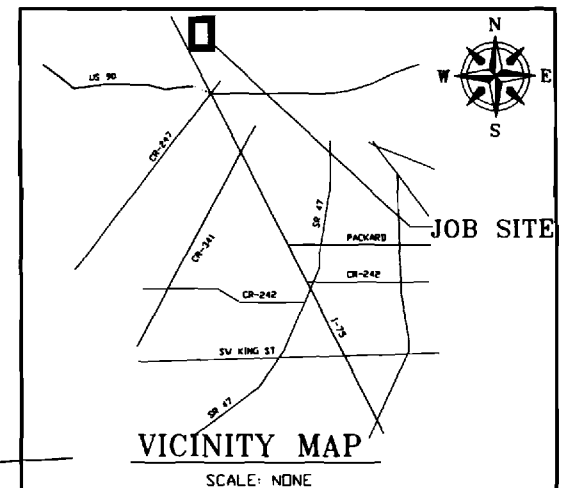 N
US 90
W E
S
CR-247
SR 47
CR-341
PACKARD
JOB SITE
CR-242
CR-242
I-75
SW KING ST
SR 47
VICINITY MAP
SCALE: NONE